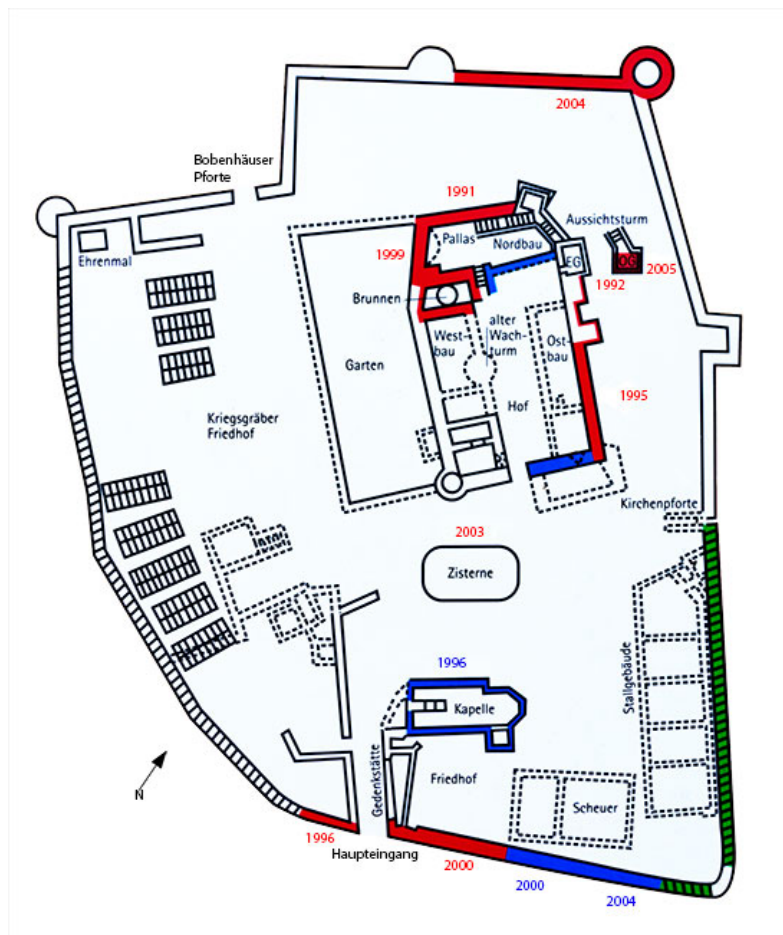 2004
Bobenhäuser
Pforte
1991
Aussichtsturm
Pallas
Nordbau
1999
Ehrenmal
EG
OG
2005
1992
Brunnen
West-
bau
alter
Wach-
turm
Ost-
bau
Garten
1995
Hof
Kriegsgräber
Friedhof
Kirchenpforte
2003
Zisterne
1996
Stallgebäude
Kapelle
Gedenkstätte
Friedhof
N
Scheuer
1996
Haupteingang
2000
2000
2004